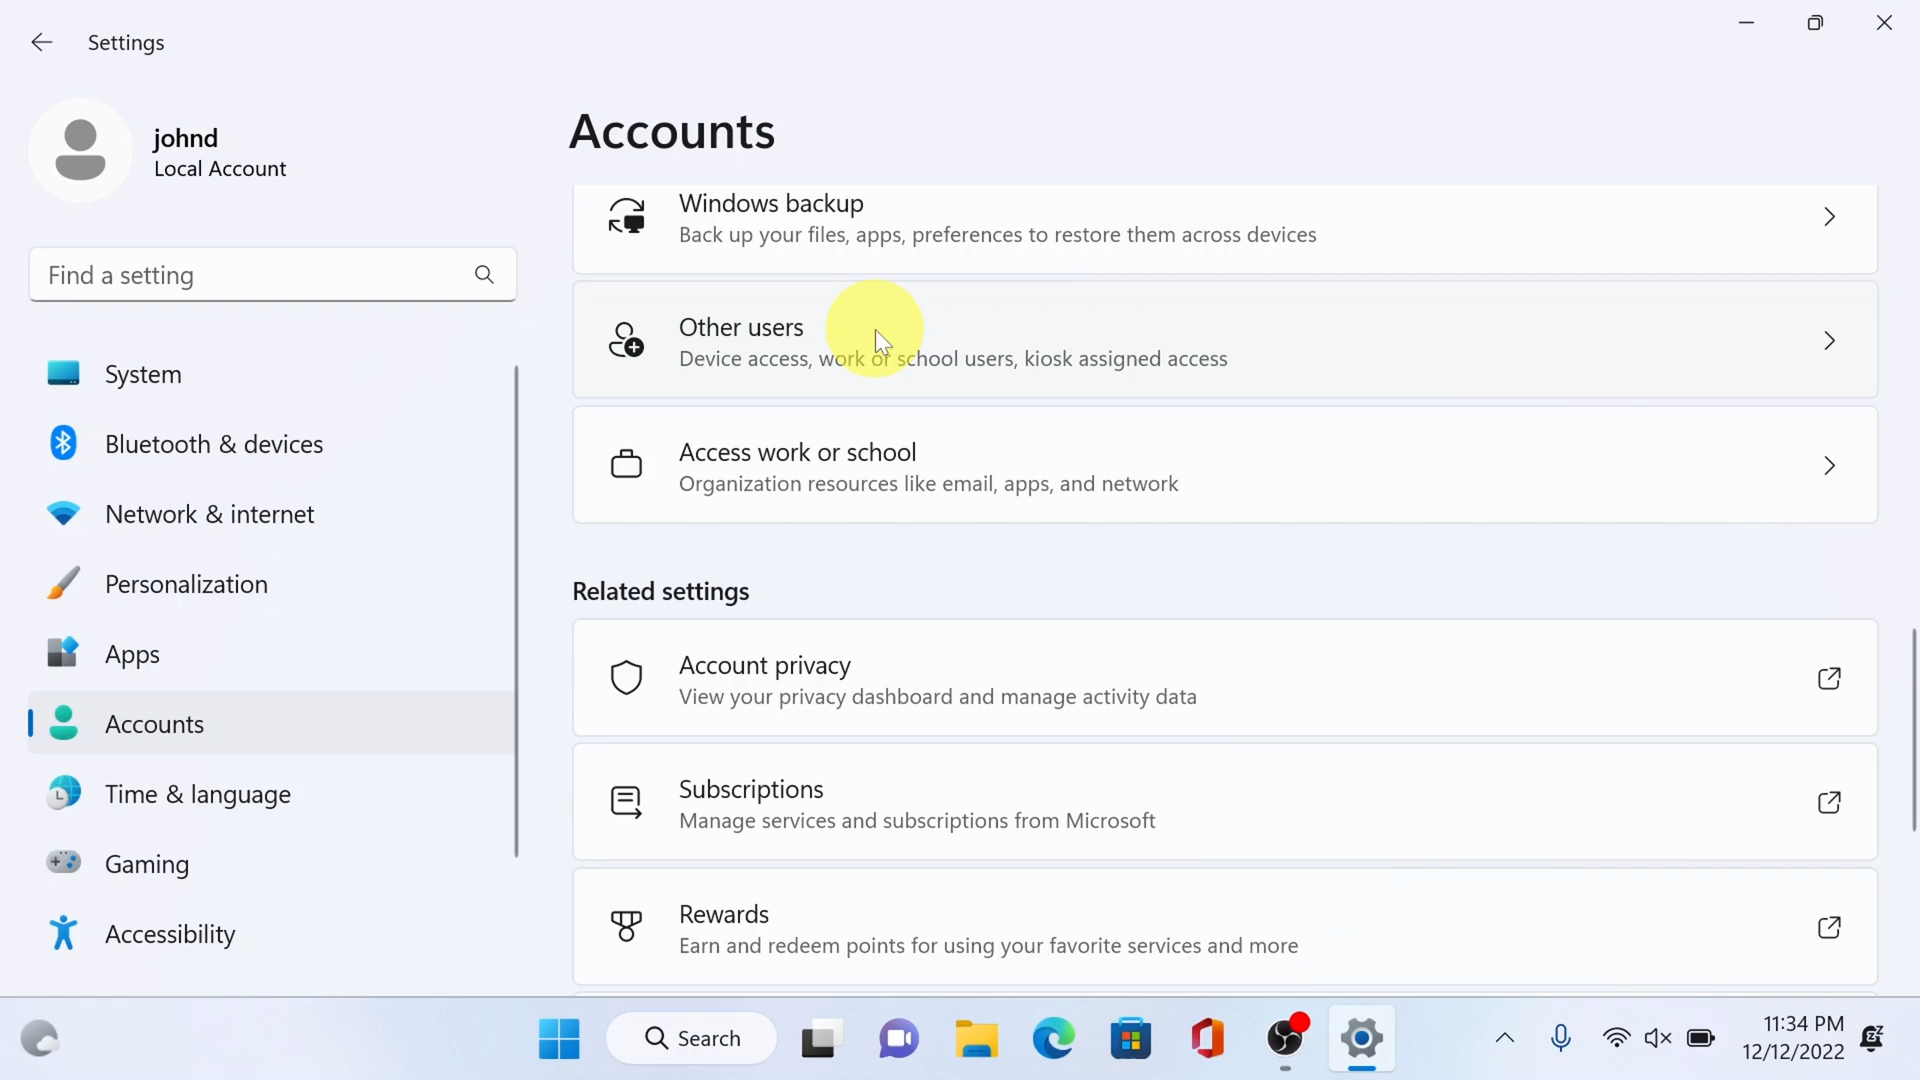 Settings
johnd
Local Account
Find a setting
System
Bluetooth & devices
Network & internet
Personalization
Apps
Accounts
Time & language
Gaming
Accessibility
Accounts
Windows backup
Back up your files, apps, preferences to restore them across devices
Other users
Device access, work or school users, kiosk assigned access
Access work or school
Organization resources like email, apps, and network
Related settings
Account privacy
View your privacy dashboard and manage activity data
Subscriptions
Manage services and subscriptions from Microsoft
Rewards
Earn and redeem points for using your favorite services and more
Search
11:34 PM
12/12/2022